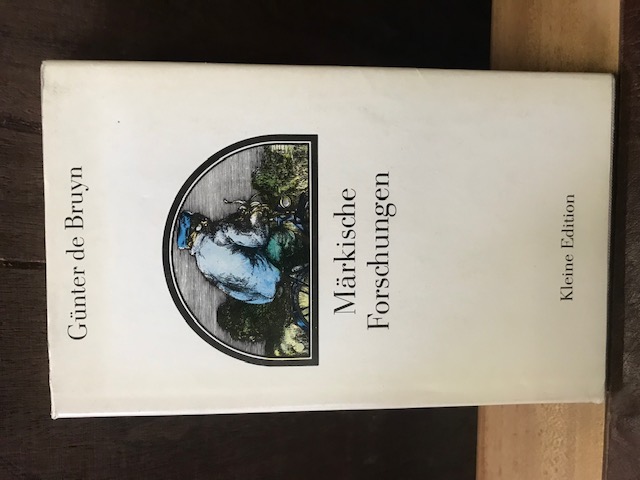 Günter de Bruyn
Märkische
Forschungen
Kleine Edition